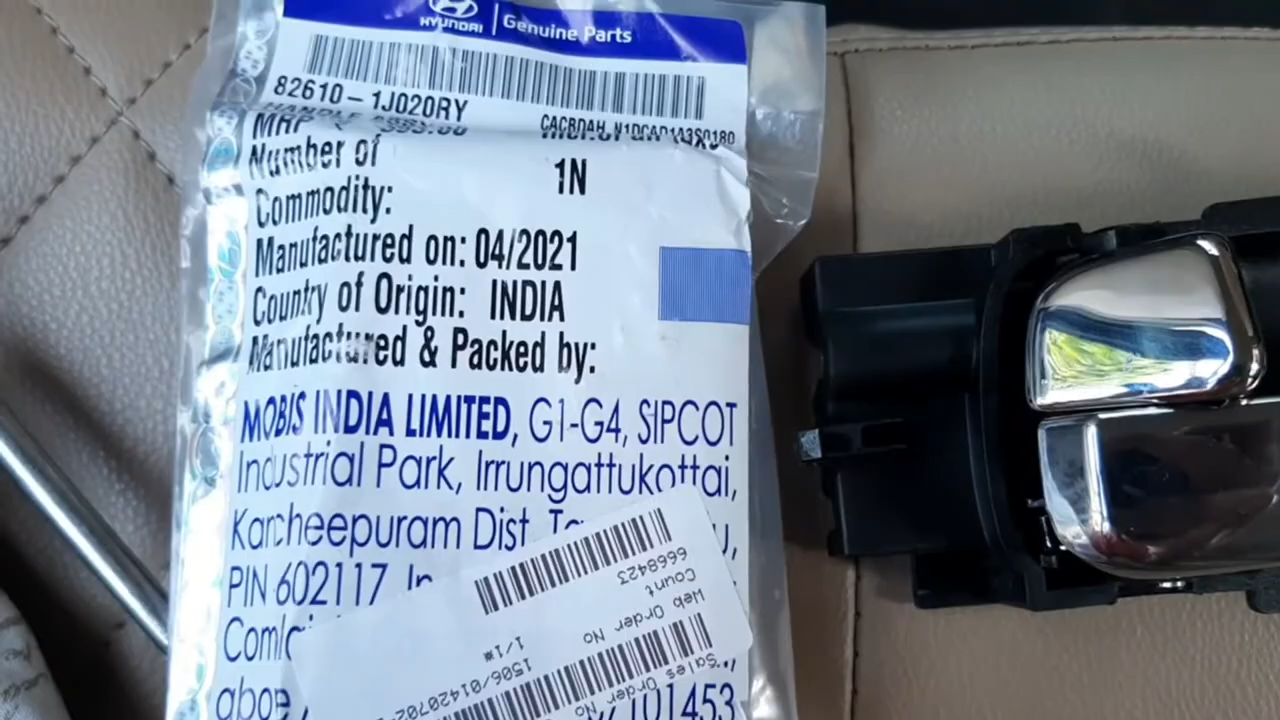 HYUNDAI | Genuine Parts
82610-1J020RY
HANDLE
MRP
Number of
1N
Commodity:
Manufactured on: 04/2021
Country of Origin: INDIA
Manufactured & Packed by:
MOBIS INDIA LIMITED, G1-G4, SIPCOT
Industrial Park, Irrungattukottai,
Kancheepuram Dist
PIN 602117
6668423
Count
Web Order No
1/1*
Sales Order No
101453